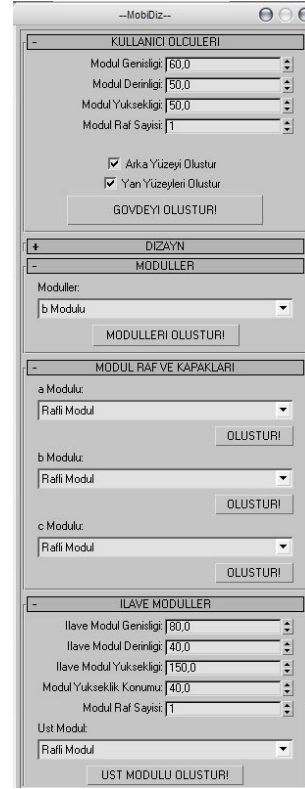 --MobiDiz--
- KULLANICI OLCULERI
Modul Genisligi: 60,0
Modul Derinligi: 50,0
Modul Yuksekligi: 50,0
Modul Raf Sayisi: 1
Arka Yüzeyi Olustur
Yan Yüzeyleri Olustur
GOVDEYI OLUSTUR!
+ DIZAYN
- MODULLER
Moduller:
b Modulu
MODULLERI OLUSTUR!
- MODUL RAF VE KAPAKLARI
a Modulu:
Rafli Modul
OLUSTUR!
b Modulu:
Rafli Modul
OLUSTUR!
c Modulu:
Rafli Modul
OLUSTUR!
- ILAVE MODULLER
Ilave Modul Genisligi: 80,0
Ilave Modul Derinligi: 40,0
Ilave Modul Yuksekligi: 150,0
Modul Yukseklik Konumu: 40,0
Modul Raf Sayisi: 1
Ust Modul:
Rafli Modul
UST MODULU OLUSTUR!